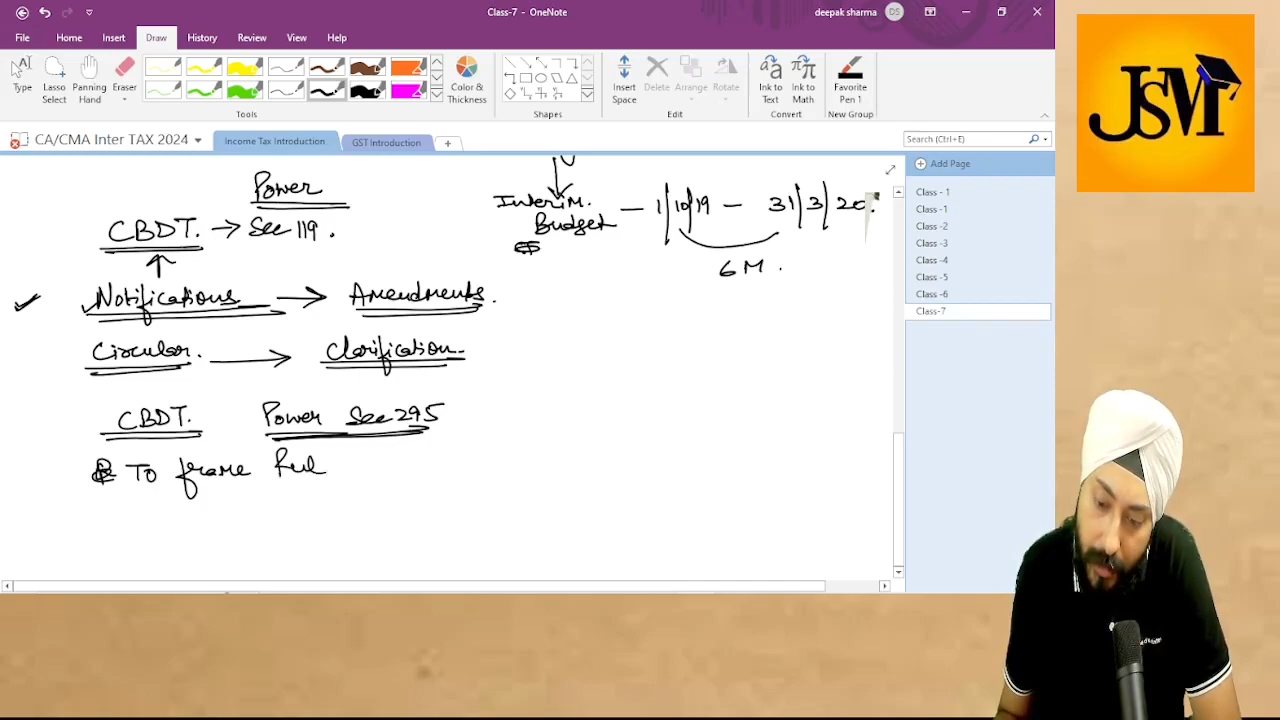 Class-7 - OneNote
deepak sharma
DS
File Home Insert Draw History Review View Help
Type
Lasso Select
Panning Hand
Eraser
Color & Thickness
Insert Space
Delete
Arrange
Rotate
Ink to Text
Ink to Math
Favorite Pen 1
Tools
Shapes
Edit
Convert
New Group
CA/CMA Inter TAX 2024
Income Tax Introduction
GST Introduction
Search (Ctrl+E)
Add Page
Class - 1
Class -1
Class -2
Class -3
Class -4
Class -5
Class -6
Class-7
JSM
Power
CBDT. → Sec 119.
Notifications → Amendments.
Circular. → Clarification.
CBDT. Power Sec 295
To frame Rul
Interim. Budget — 1/10/19 — 31/3/20.
6 M.